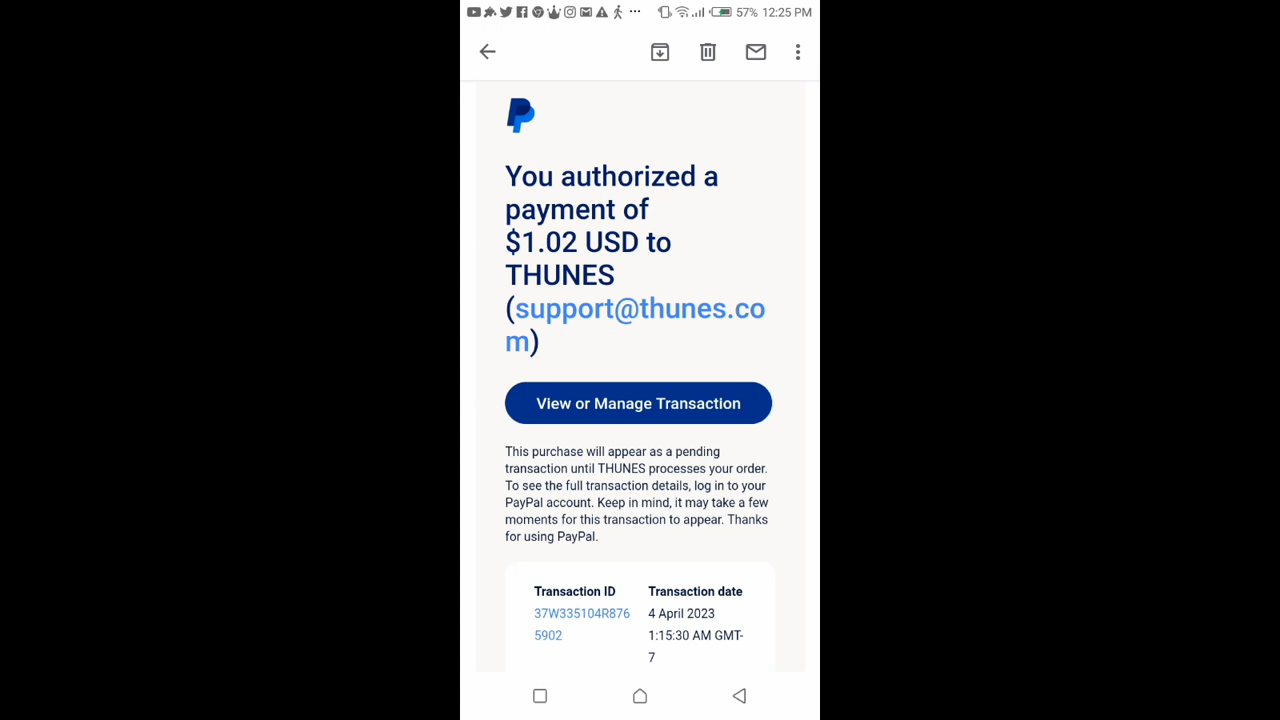 57% 12:25 PM
You authorized a
payment of
$1.02 USD to
THUNES
(support@thunes.co
m)
View or Manage Transaction
This purchase will appear as a pending
transaction until THUNES processes your order.
To see the full transaction details, log in to your
PayPal account. Keep in mind, it may take a few
moments for this transaction to appear. Thanks
for using PayPal.
Transaction ID Transaction date
37W335104R876 4 April 2023
5902 1:15:30 AM GMT-
7